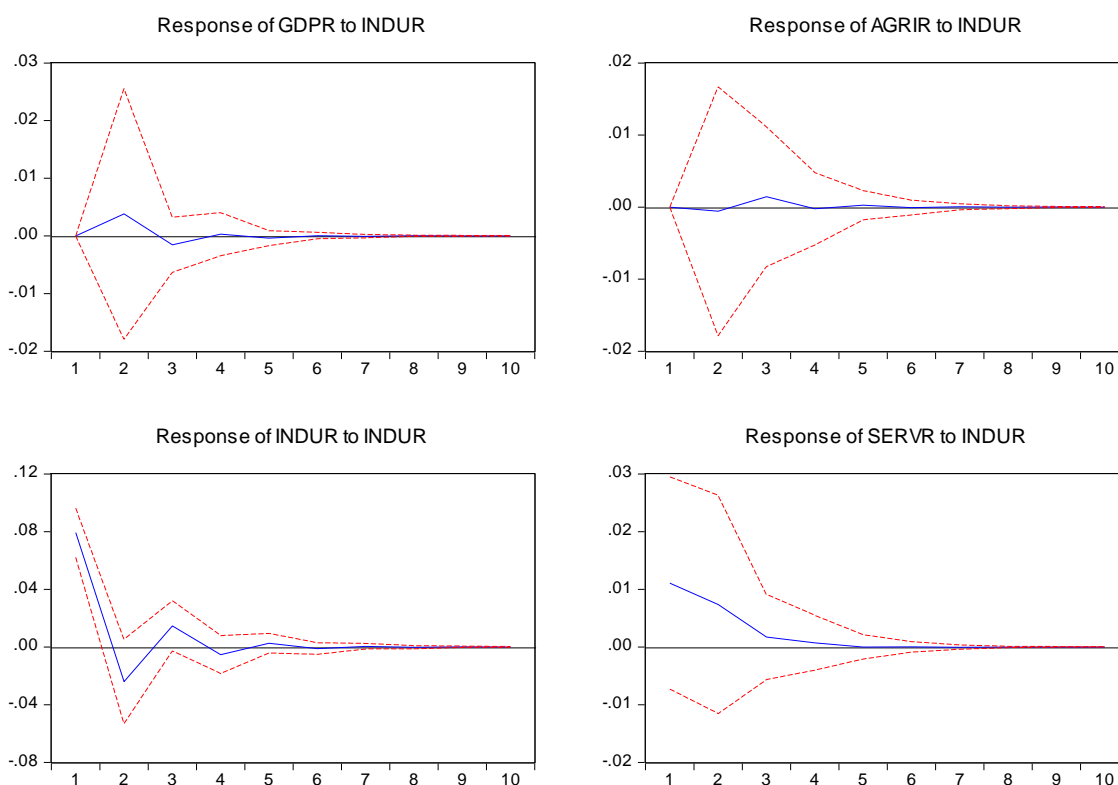 Response of GDPR to INDUR
.03
.02
.01
.00
-.01
-.02
1 2 3 4 5 6 7 8 9 10
Response of AGRIR to INDUR
.02
.01
.00
-.01
-.02
1 2 3 4 5 6 7 8 9 10
Response of INDUR to INDUR
.12
.08
.04
.00
-.04
-.08
1 2 3 4 5 6 7 8 9 10
Response of SERVR to INDUR
.03
.02
.01
.00
-.01
-.02
1 2 3 4 5 6 7 8 9 10